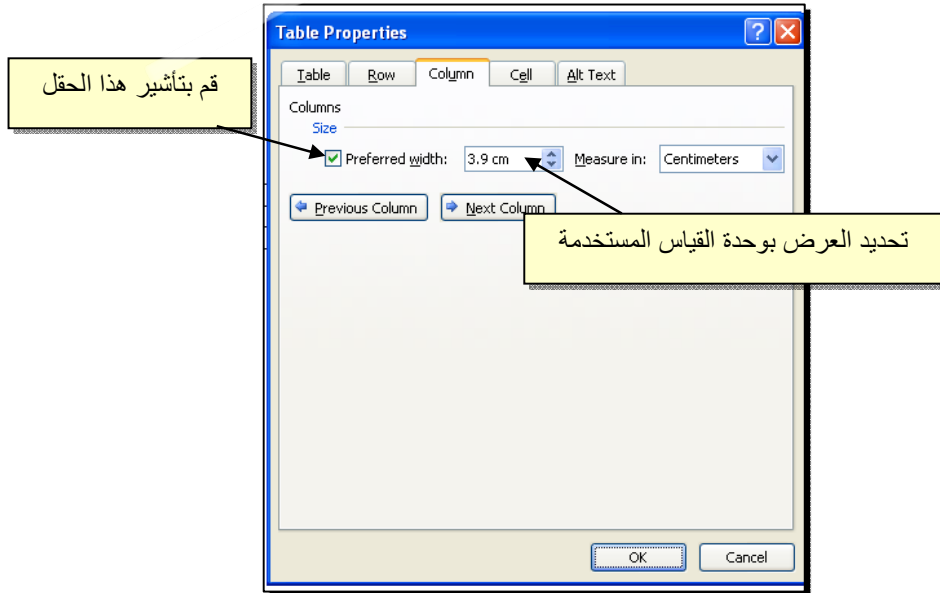 Table Properties
Table Row Column Cell Alt Text
قم بتأشير هذا الحقل
Columns
Size
Preferred width: 3.9 cm Measure in: Centimeters
Previous Column Next Column
تحديد العرض بوحدة القياس المستخدمة
OK Cancel